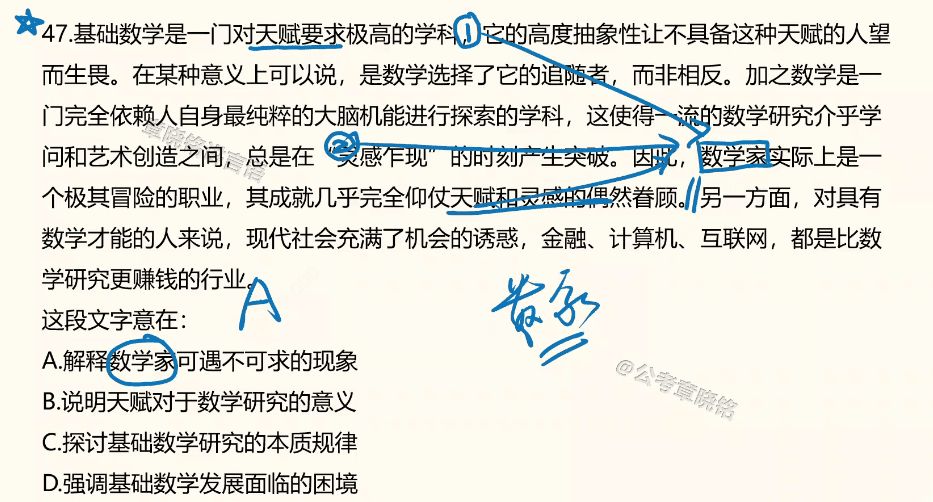 47.基础数学是一门对天赋要求极高的学科，它的高度抽象性让不具备这种天赋的人望
而生畏。在某种意义上可以说，是数学选择了它的追随者，而非相反。加之数学是一
门完全依赖人自身最纯粹的大脑机能进行探索的学科，这使得一流的数学研究介乎学
问和艺术创造之间，总是在“灵感乍现”的时刻产生突破。因此，数学家实际上是一
个极其冒险的职业，其成就几乎完全仰仗天赋和灵感的偶然眷顾。另一方面，对具有
数学才能的人来说，现代社会充满了机会的诱惑，金融、计算机、互联网，都是比数
学研究更赚钱的行业。
这段文字意在：
A
A.解释数学家可遇不可求的现象
B.说明天赋对于数学研究的意义
C.探讨基础数学研究的本质规律
D.强调基础数学发展面临的困境
1
2
@公考章晓铭